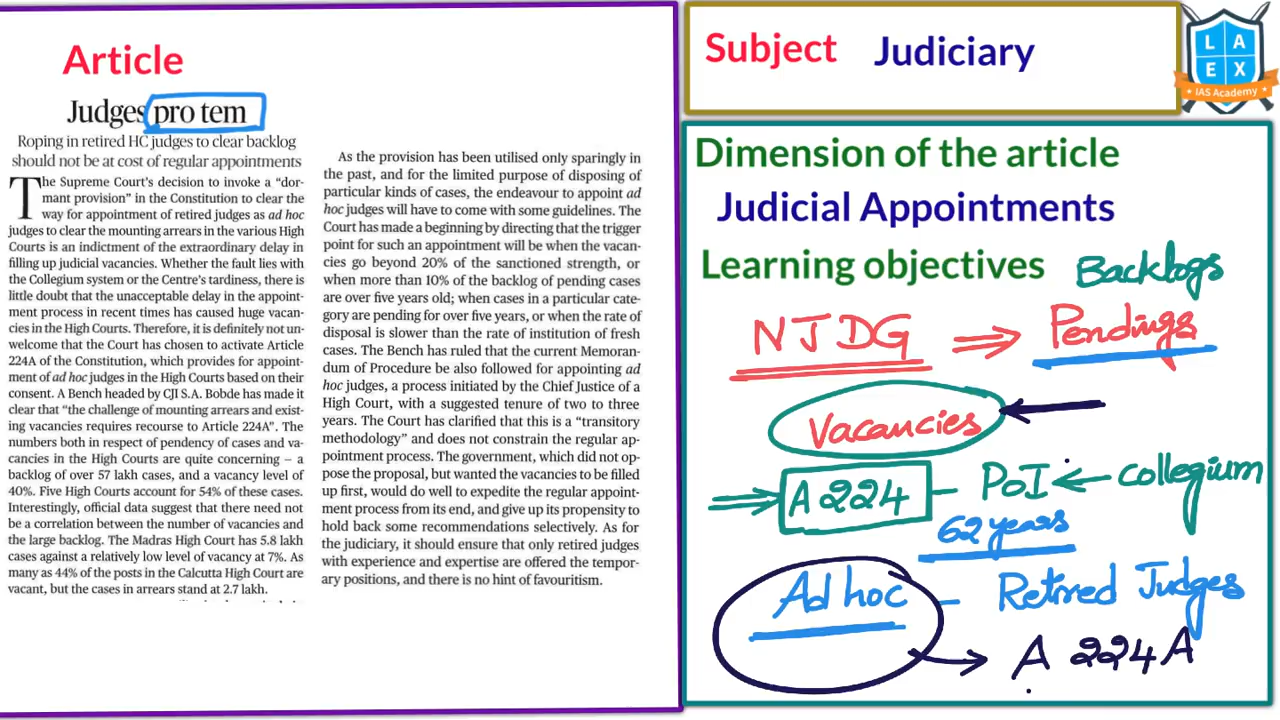 Article
Judges pro tem
Roping in retired HC judges to clear backlog
should not be at cost of regular appointments
The Supreme Court's decision to invoke a “dor-
mant provision” in the Constitution to clear the
way for appointment of retired judges as ad hoc
judges to clear the mounting arrears in the various High
Courts is an indictment of the extraordinary delay in
filling up judicial vacancies. Whether the fault lies with
the Collegium system or the Centre's tardiness, there is
little doubt that the unacceptable delay in the appoint-
ment process in recent times has caused huge vacan-
cies in the High Courts. Therefore, it is definitely not un-
welcome that the Court has chosen to activate Article
224A of the Constitution, which provides for appoint-
ment of ad hoc judges in the High Courts based on their
consent. A Bench headed by CJI S.A. Bobde has made it
clear that “the challenge of mounting arrears and exist-
ing vacancies requires recourse to Article 224A”. The
numbers both in respect of pendency of cases and va-
cancies in the High Courts are quite concerning – a
backlog of over 57 lakh cases, and a vacancy level of
40%. Five High Courts account for 54% of these cases.
Interestingly, official data suggest that there need not
be a correlation between the number of vacancies and
the large backlog. The Madras High Court has 5.8 lakh
cases against a relatively low level of vacancy at 7%. As
many as 44% of the posts in the Calcutta High Court are
vacant, but the cases in arrears stand at 2.7 lakh.
As the provision has been utilised only sparingly in
the past, and for the limited purpose of disposing of
particular kinds of cases, the endeavour to appoint ad
hoc judges will have to come with some guidelines. The
Court has made a beginning by directing that the trigger
point for such an appointment will be when the vacan-
cies go beyond 20% of the sanctioned strength, or
when more than 10% of the backlog of pending cases
are over five years old; when cases in a particular cate-
gory are pending for over five years, or when the rate of
disposal is slower than the rate of institution of fresh
cases. The Bench has ruled that the current Memoran-
dum of Procedure be also followed for appointing ad
hoc judges, a process initiated by the Chief Justice of a
High Court, with a suggested tenure of two to three
years. The Court has clarified that this is a “transitory
methodology” and does not constrain the regular ap-
pointment process. The government, which did not op-
pose the proposal, but wanted the vacancies to be filled
up first, would do well to expedite the regular appoint-
ment process from its end, and give up its propensity to
hold back some recommendations selectively. As for
the judiciary, it should ensure that only retired judges
with experience and expertise are offered the tempor-
ary positions, and there is no hint of favouritism.
Subject Judiciary
LA
EX
IAS Academy
Dimension of the article
Judicial Appointments
Learning objectives Backlogs
NJDG ⇒ Pendings
Vacancies
A 224 - PoI ← collegium
62 years
Ad hoc - Retired Judges
→ A 224 A